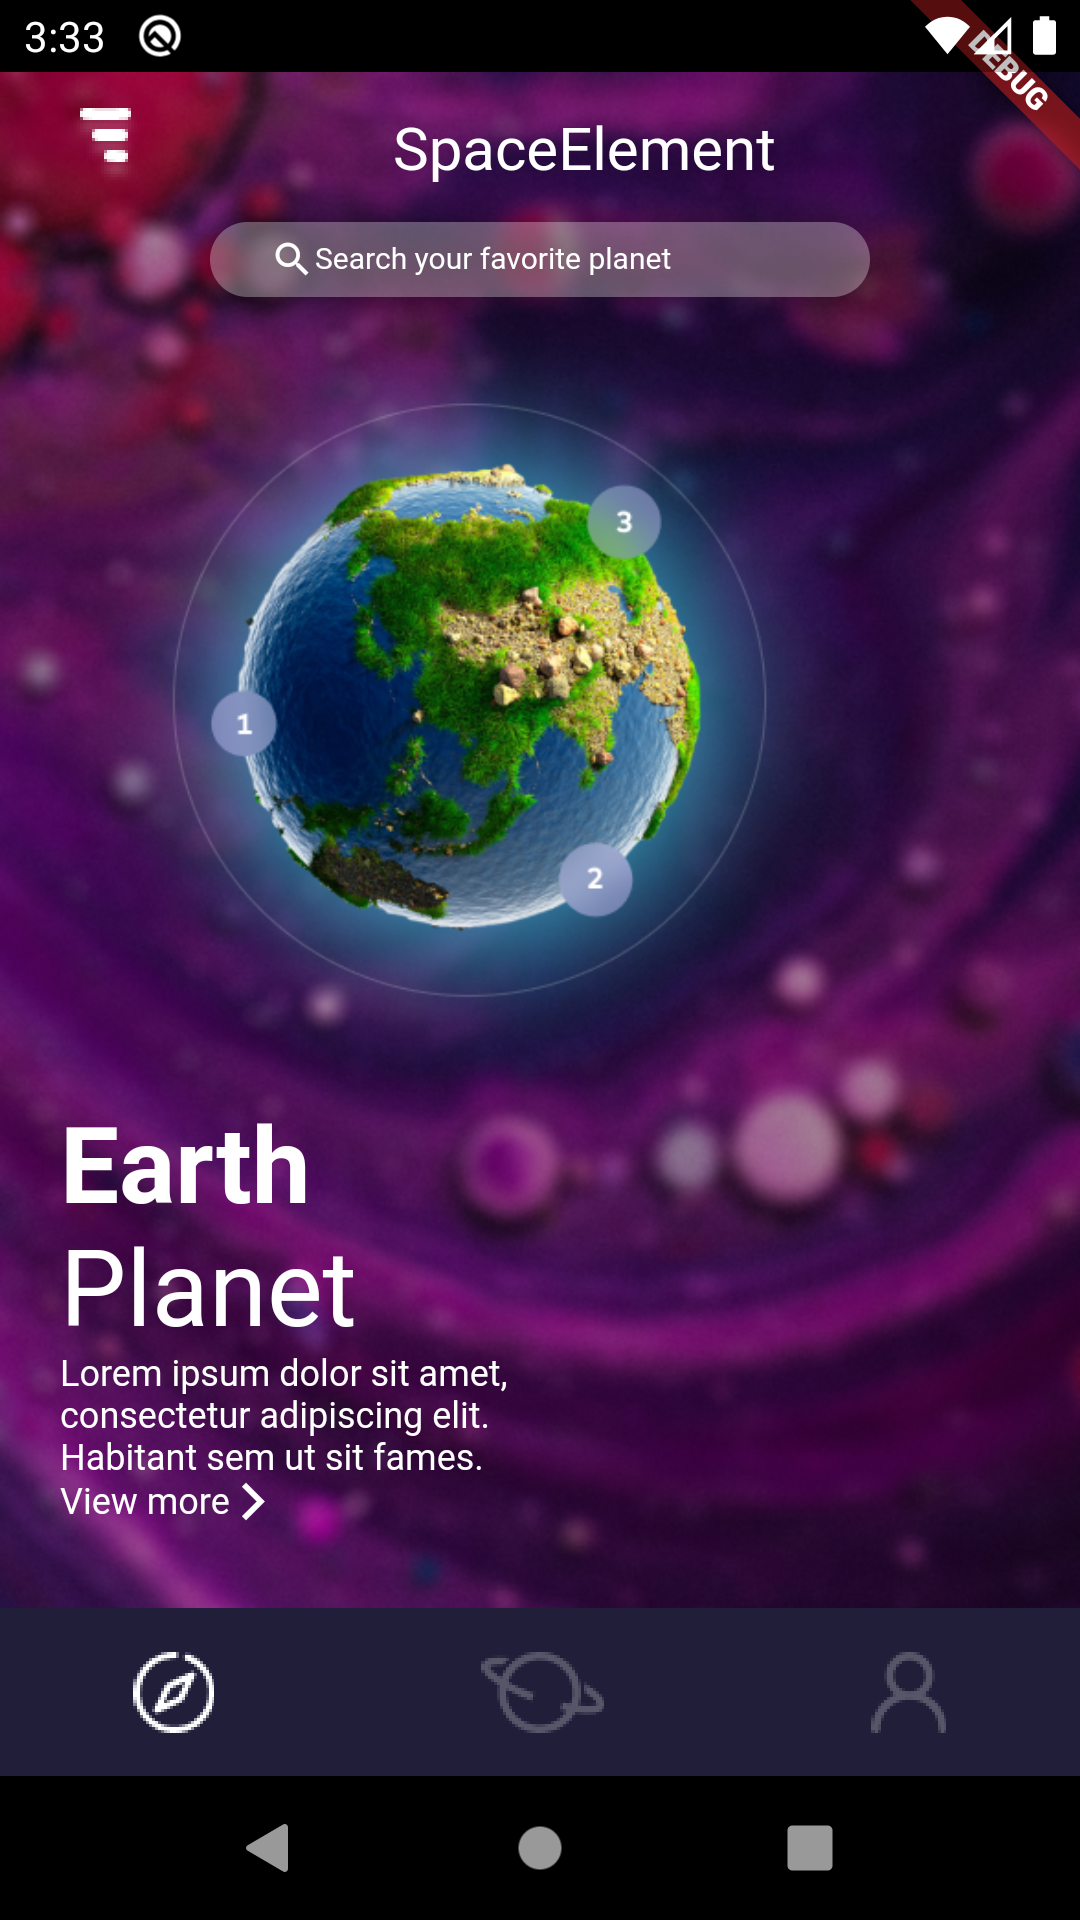 3:33
DEBUG
SpaceElement
Search your favorite planet
3
1
2
Earth
Planet
Lorem ipsum dolor sit amet,
consectetur adipiscing elit.
Habitant sem ut sit fames.
View more